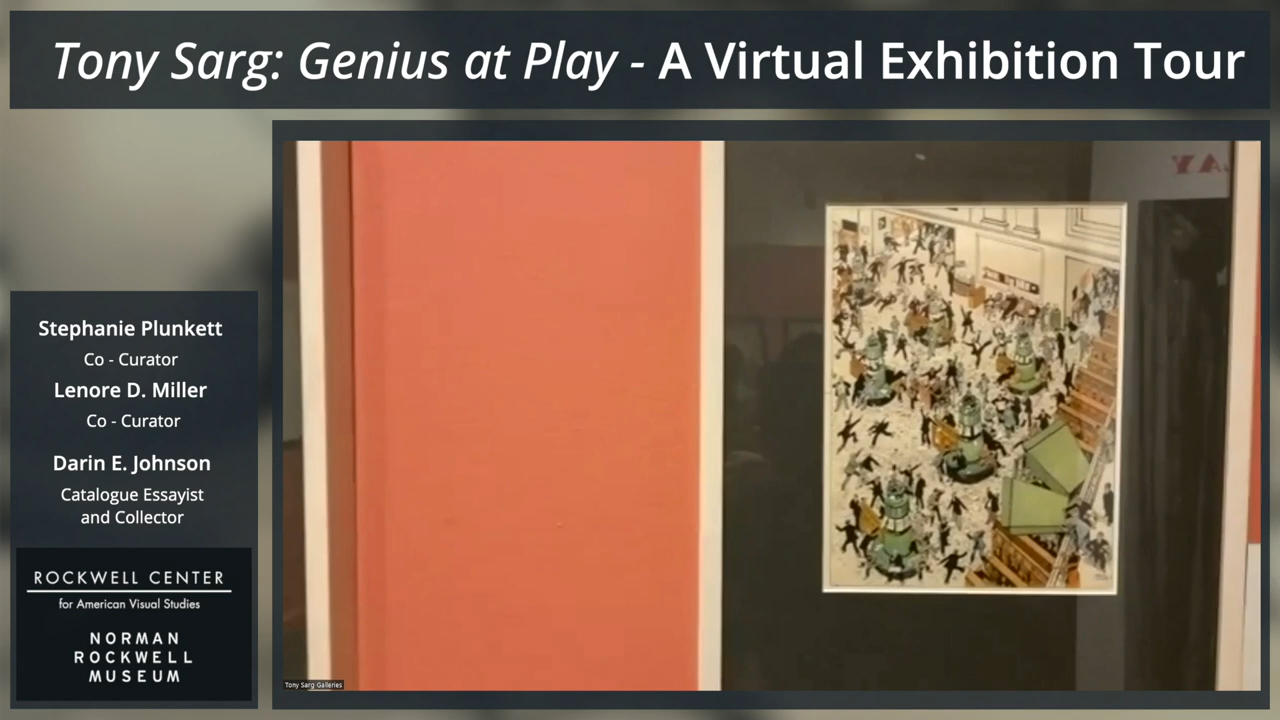 Tony Sarg: Genius at Play - A Virtual Exhibition Tour
Stephanie Plunkett
Co - Curator
Lenore D. Miller
Co - Curator
Darin E. Johnson
Catalogue Essayist
and Collector
ROCKWELL CENTER
for American Visual Studies
NORMAN
ROCKWELL
MUSEUM
Tony Sarg Galleries